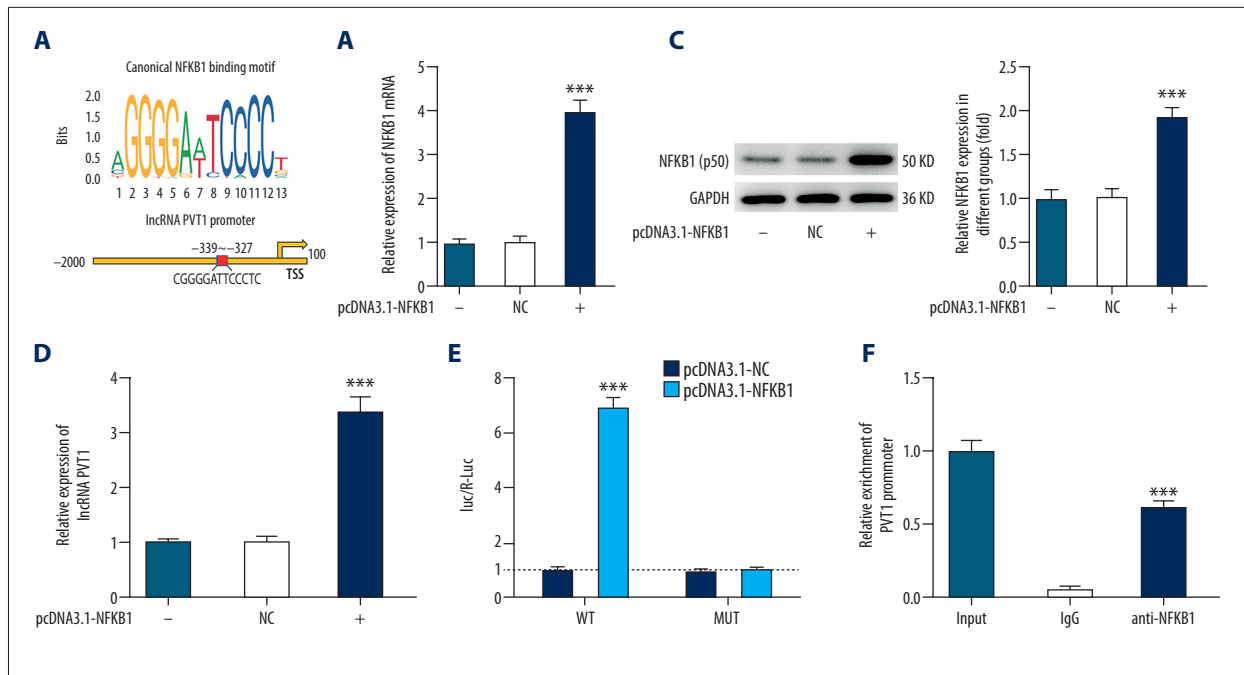 A
Canonical NFKB1 binding motif
Bits
2.0
1.5
1.0
0.5
0.0
A GGGGA A T TCCCC T
1 2 3 4 5 6 7 8 9 10 11 12 13
lncRNA PVT1 promoter
−339~−327
−2000
100
CGGGGATTCCCTC
TSS
A
Relative expression of NFKB1 mRNA
5
4
3
2
1
0
***
pcDNA3.1-NFKB1 – NC +
C
NFKB1 (p50) 50 KD
GAPDH 36 KD
pcDNA3.1-NFKB1 – NC +
Relative NFKB1 expression in
different groups (fold)
2.5
2.0
1.5
1.0
0.5
0.0
***
pcDNA3.1-NFKB1 – NC +
D
Relative expression of
lncRNA PVT1
4
3
2
1
0
***
pcDNA3.1-NFKB1 – NC +
E
pcDNA3.1-NC
pcDNA3.1-NFKB1
luc/R-Luc
8
6
4
2
1
0
***
WT MUT
F
Relative exrichment of
PVT1 prommoter
1.5
1.0
0.5
0.0
***
Input IgG anti-NFKB1